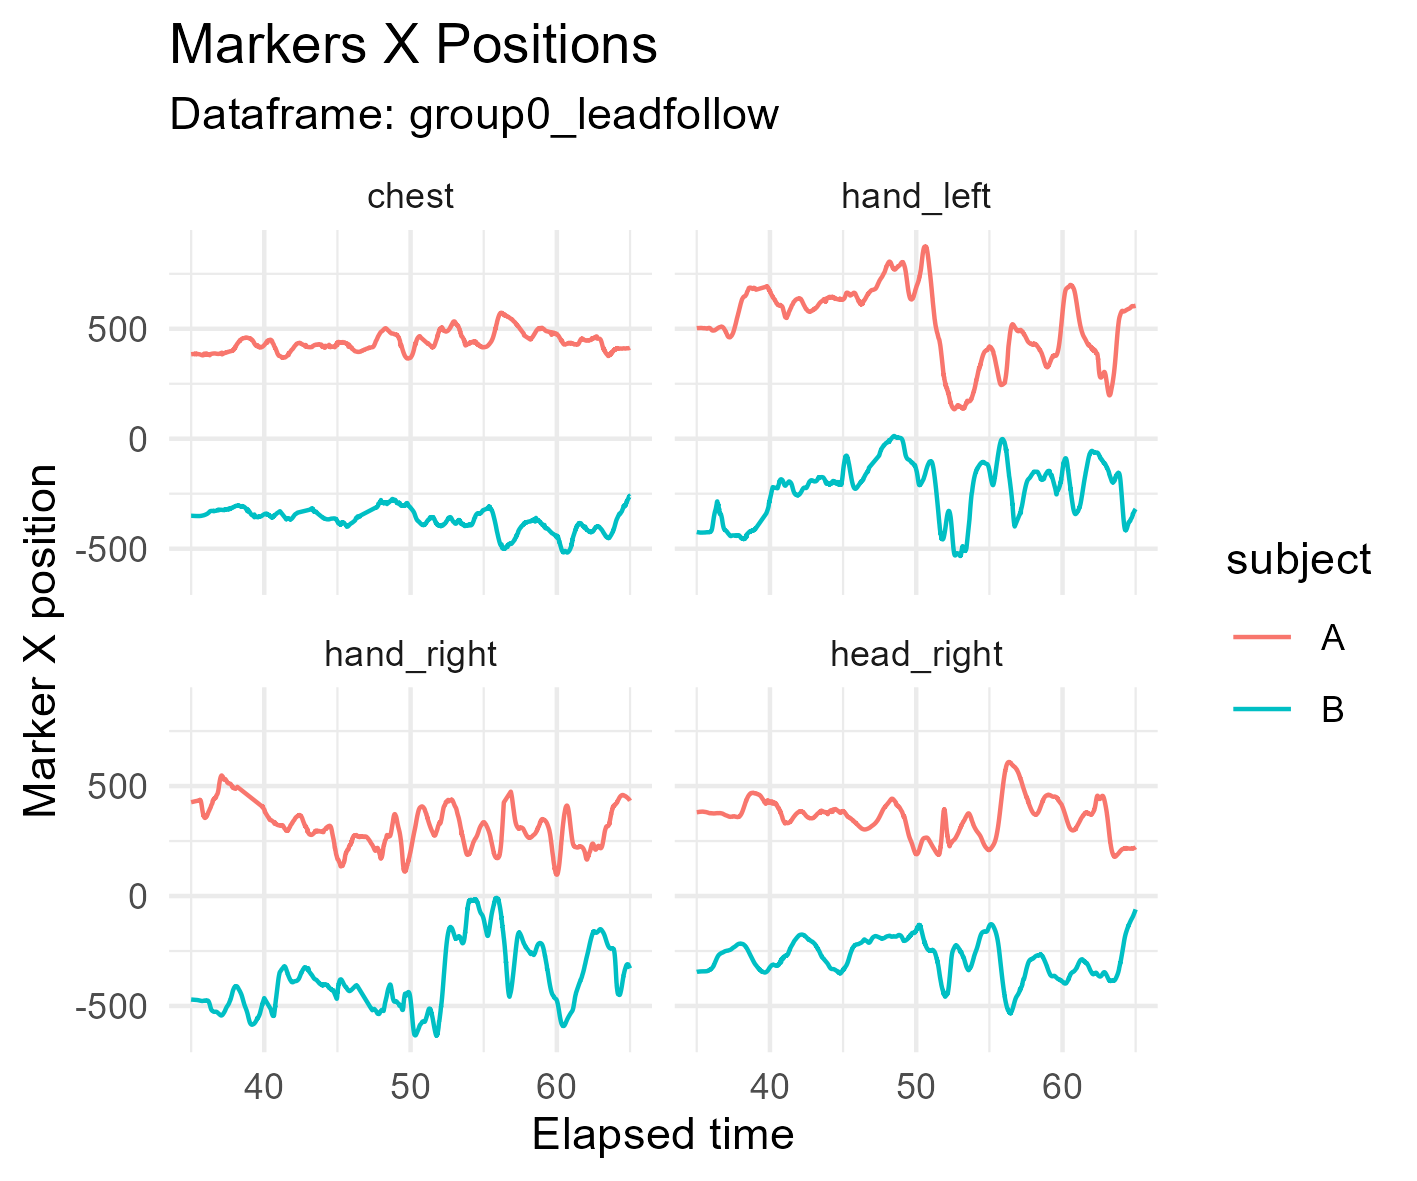 Markers X Positions
Dataframe: group0_leadfollow
chest
hand_left
500
0
-500
Marker X position
hand_right
head_right
500
0
-500
40
50
60
40
50
60
Elapsed time
subject
A
B